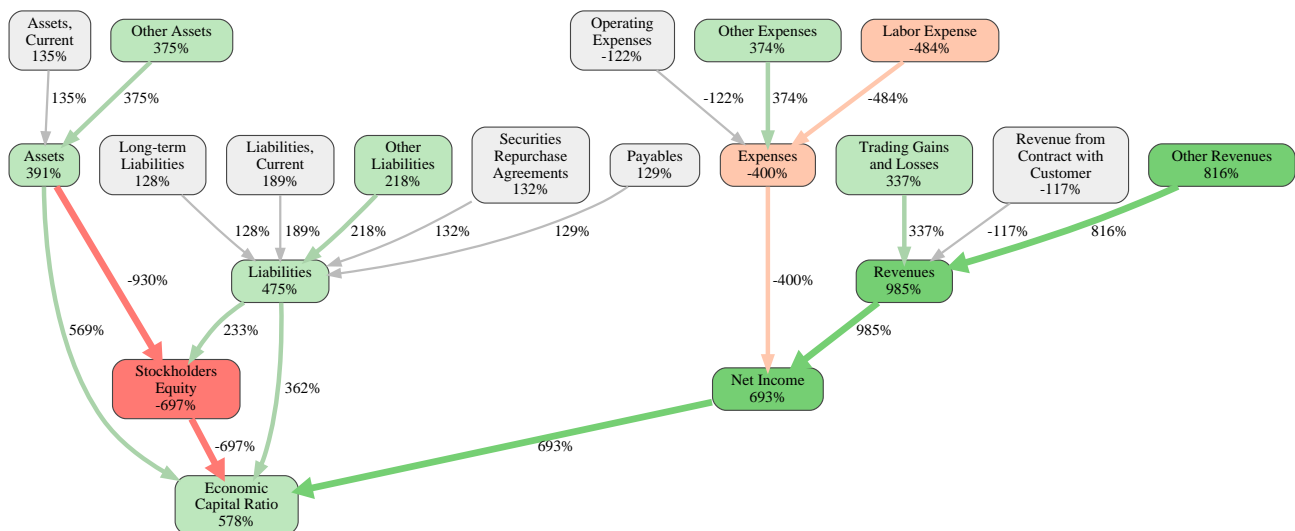 Assets,
Current
135%
Other Assets
375%
Operating
Expenses
-122%
Other Expenses
374%
Labor Expense
-484%
135%
375%
-122%
374%
-484%
Assets
391%
Long-term
Liabilities
128%
Liabilities,
Current
189%
Other
Liabilities
218%
Securities
Repurchase
Agreements
132%
Payables
129%
Expenses
-400%
Trading Gains
and Losses
337%
Revenue from
Contract with
Customer
-117%
Other Revenues
816%
128%
189%
218%
132%
129%
337%
-117%
816%
-930%
Liabilities
475%
-400%
Revenues
985%
569%
233%
985%
Stockholders
Equity
-697%
362%
Net Income
693%
-697%
693%
Economic
Capital Ratio
578%